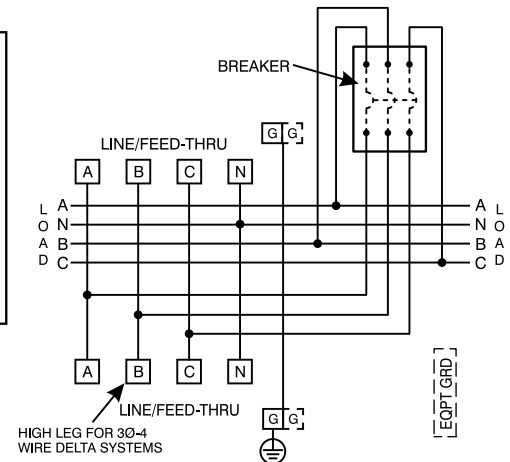 BREAKER
G G
LINE/FEED-THRU
A B C N
L O A D
A
N
B
C
A
N
B
C
L O A D
A B C N
EQPT GRD
LINE/FEED-THRU
G G
HIGH LEG FOR 3Ø-4
WIRE DELTA SYSTEMS